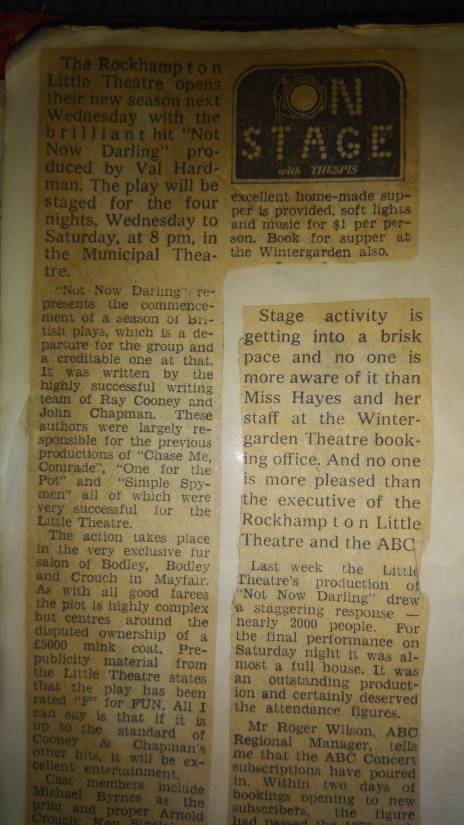 The Rockhampton
Little Theatre opens
their new season next
Wednesday with the
brilliant hit "Not
Now Darling" pro-
duced by Val Hard-
man. The play will be
staged for the four
nights, Wednesday to
Saturday, at 8 pm, in
the Municipal Thea-
tre.
"Not Now Darling" re-
presents the commence-
ment of a season of Bri-
tish plays, which is a de-
parture for the group and
a creditable one at that.
It was written by the
highly successful writing
team of Ray Cooney and
John Chapman. These
authors were largely re-
sponsible for the previous
productions of "Chase Me,
Comrade", "One for the
Pot" and "Simple Spy-
men" all of which were
very successful for the
Little Theatre.
The action takes place
in the very exclusive fur
salon of Bodley, Bodley
and Crouch in Mayfair.
As with all good farces
the plot is highly complex
but centres around the
disputed ownership of a
£5000 mink coat. Pre-
publicity material from
the Little Theatre states
that the play has been
rated "F" for FUN. All I
can say is that if it is
up to the standard of
Cooney & Chapman's
other hits, it will be ex-
cellent entertainment.
Cast members include
Michael Byrnes as the
prim and proper Arnold
Crouch; Ken
ON
STAGE
with THESPIS
excellent home-made sup-
per is provided, soft lights
and music for $1 per per-
son. Book for supper at
the Wintergarden also.
Stage activity is
getting into a brisk
pace and no one is
more aware of it than
Miss Hayes and her
staff at the Winter-
garden Theatre book-
ing office. And no one
is more pleased than
the executive of the
Rockhampton Little
Theatre and the ABC
Last week the Little
Theatre's production of
"Not Now Darling" drew
a staggering response —
nearly 2000 people. For
the final performance on
Saturday night it was al-
most a full house. It was
an outstanding product-
ion and certainly deserved
the attendance figures.
Mr Roger Wilson, ABC
Regional Manager, tells
me that the ABC Concert
subscriptions have poured
in. Within two days of
bookings opening to new
subscribers, the figure
had passed the